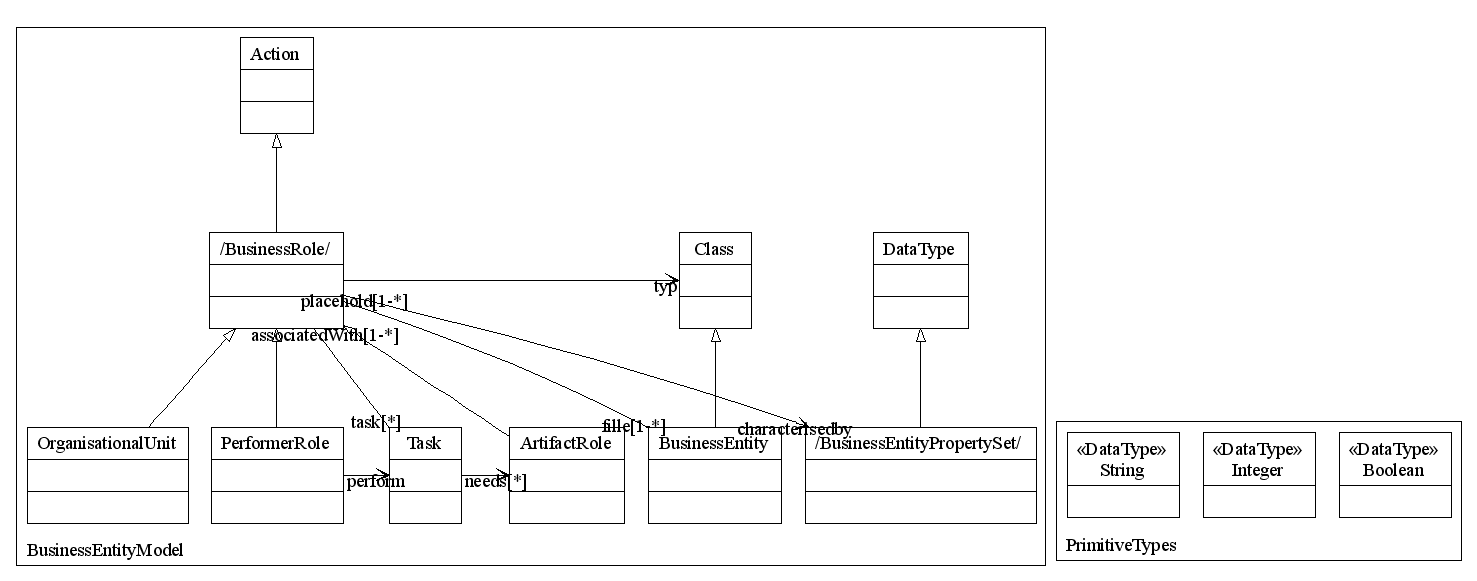 Action
/BusinessRole/
Class
DataType
typ
placehold[1-*]
associatedWith[1-*]
task[*]
fille[1-*]
characterisedby
OrganisationalUnit
PerformerRole
Task
ArtifactRole
BusinessEntity
/BusinessEntityPropertySet/
perform
needs[*]
BusinessEntityModel
«DataType»
String
«DataType»
Integer
«DataType»
Boolean
PrimitiveTypes